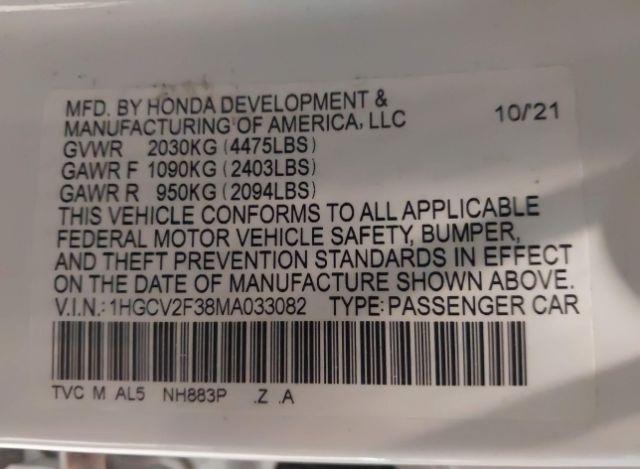 MFD. BY HONDA DEVELOPMENT &
MANUFACTURING OF AMERICA, LLC 10/'21
GVWR 2030KG (4475LBS)
GAWR F 1090KG (2403LBS)
GAWR R 950KG (2094LBS)
THIS VEHICLE CONFORMS TO ALL APPLICABLE
FEDERAL MOTOR VEHICLE SAFETY, BUMPER,
AND THEFT PREVENTION STANDARDS IN EFFECT
ON THE DATE OF MANUFACTURE SHOWN ABOVE.
V.I.N.: 1HGCV2F38MA033082 TYPE: PASSENGER CAR
TVC M AL5 NH883P .Z .A